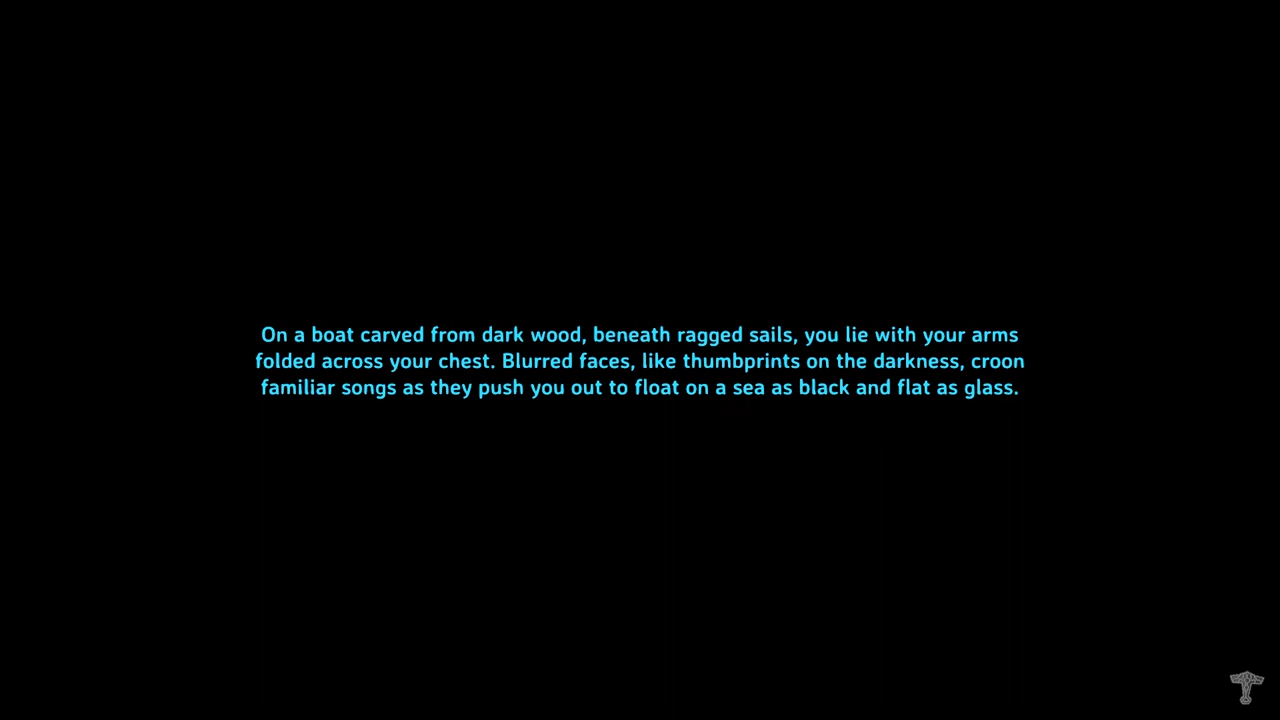 On a boat carved from dark wood, beneath ragged sails, you lie with your arms
folded across your chest. Blurred faces, like thumbprints on the darkness, croon
familiar songs as they push you out to float on a sea as black and flat as glass.